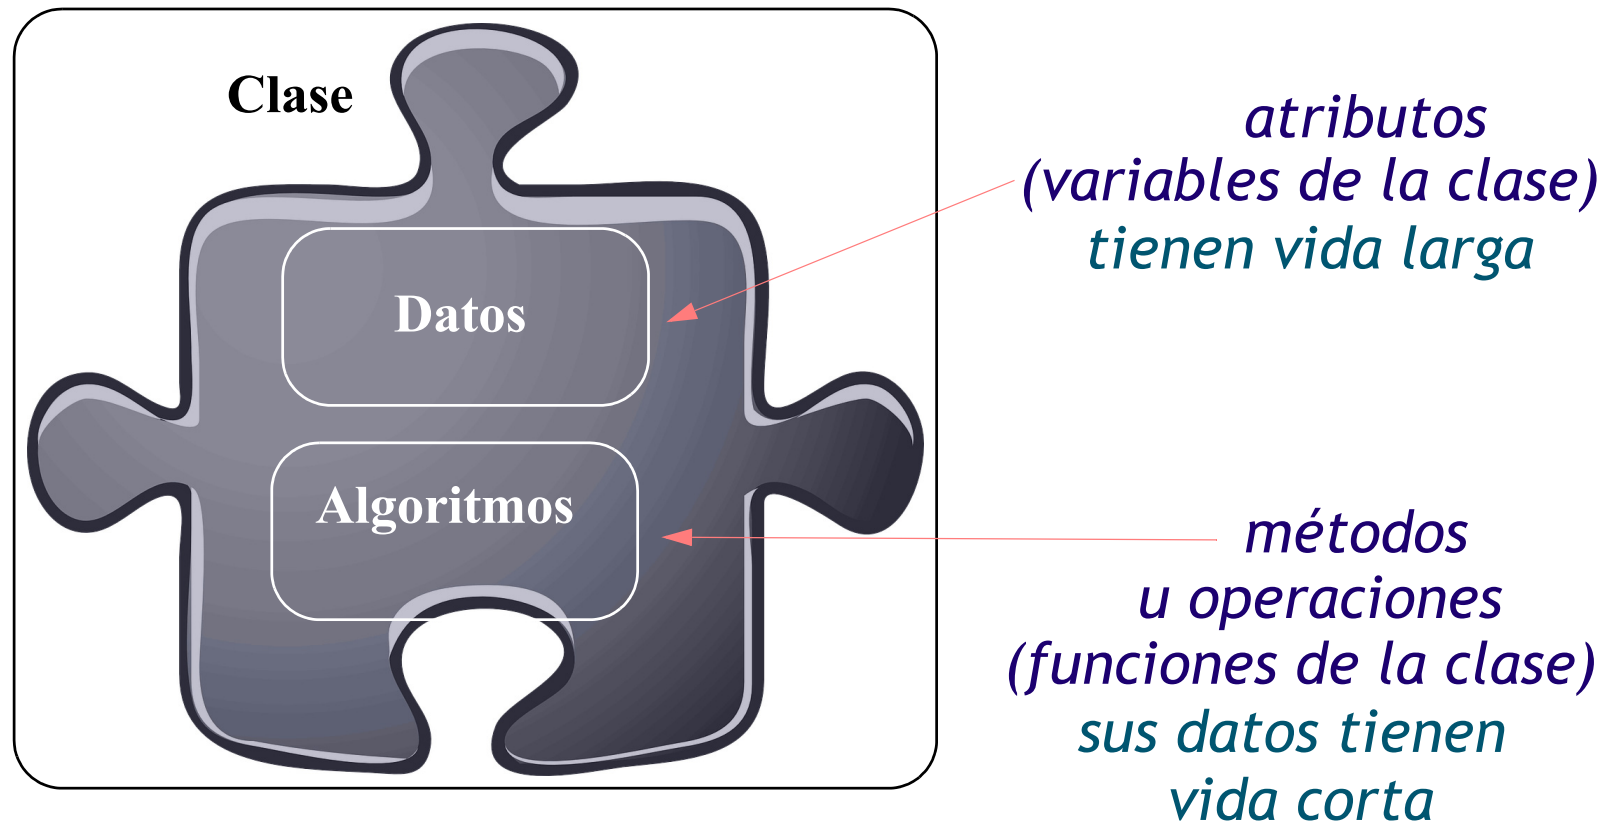 Clase
Datos
Algoritmos
atributos
(variables de la clase)
tienen vida larga
métodos
u operaciones
(funciones de la clase)
sus datos tienen
vida corta